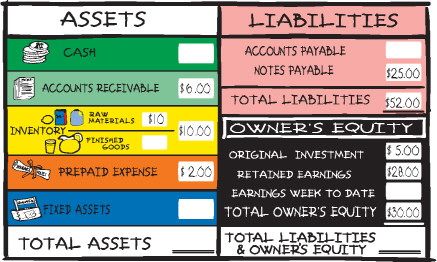 ASSETS
CASH
ACCOUNTS RECEIVABLE $6.00
INVENTORY
RAW MATERIALS $10
FINISHED GOODS
$10.00
PREPAID EXPENSE $2.00
FIXED ASSETS
TOTAL ASSETS
LIABILITIES
ACCOUNTS PAYABLE
NOTES PAYABLE $25.00
TOTAL LIABILITIES $52.00
OWNER'S EQUITY
ORIGINAL INVESTMENT $5.00
RETAINED EARNINGS $28.00
EARNINGS WEEK TO DATE
TOTAL OWNER'S EQUITY $30.00
TOTAL LIABILITIES
& OWNER'S EQUITY